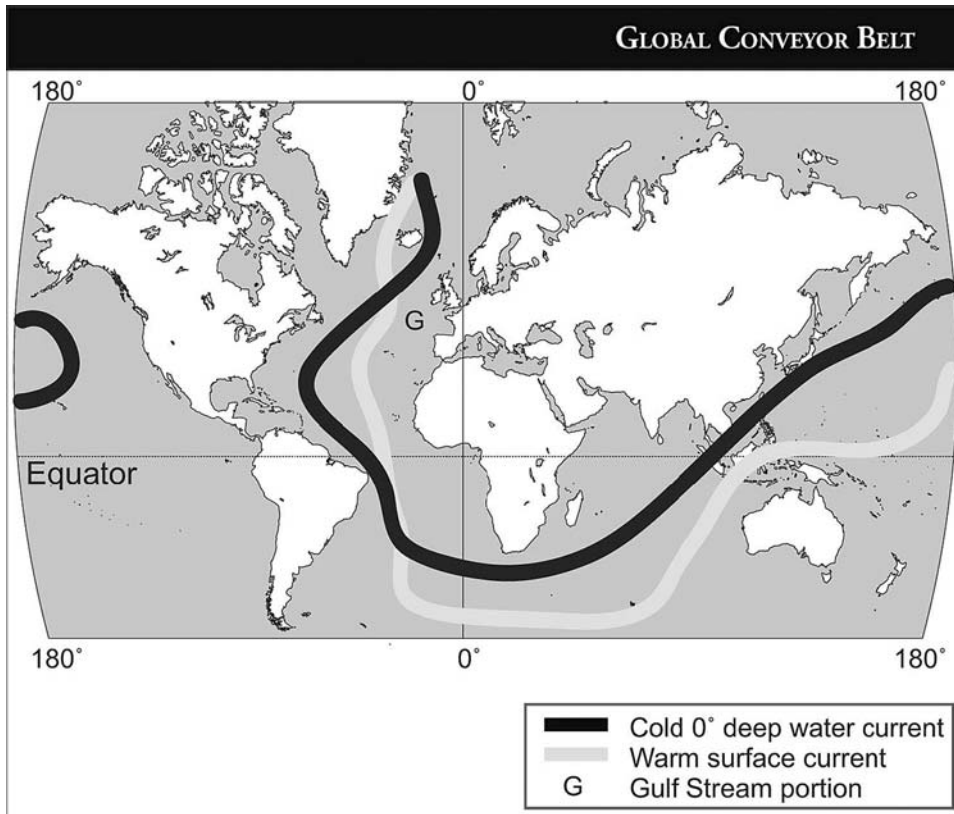 GLOBAL CONVEYOR BELT
180° 0° 180°
G
Equator
180° 0° 180°
Cold 0° deep water current
Warm surface current
G Gulf Stream portion